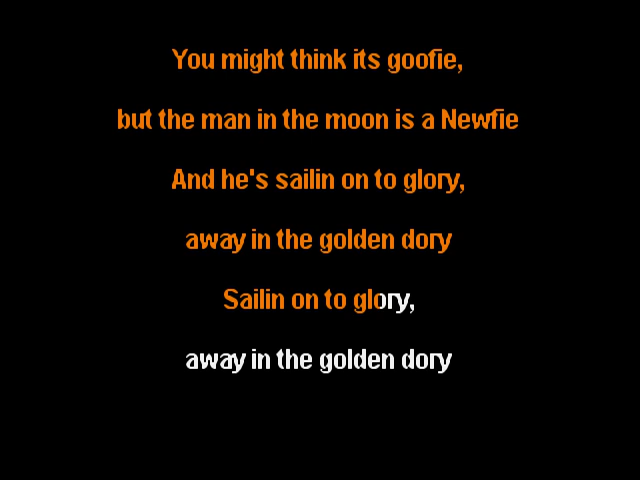 You might think its goofie,
but the man in the moon is a Newfie
And he's sailin on to glory,
away in the golden dory
Sailin on to glory,
away in the golden dory